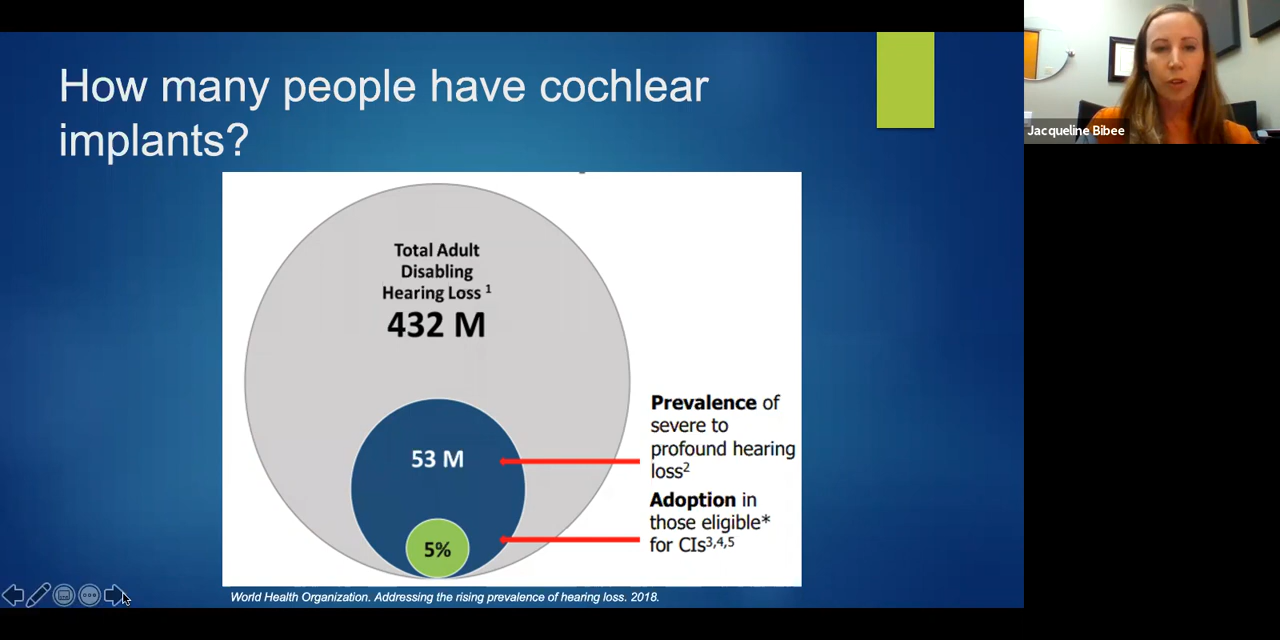 How many people have cochlear
implants?
Jacqueline Bibee
Total Adult
Disabling
Hearing Loss ¹
432 M
53 M
5%
Prevalence of
severe to
profound hearing
loss²
Adoption in
those eligible*
for CIs³,⁴,⁵
World Health Organization. Addressing the rising prevalence of hearing loss. 2018.